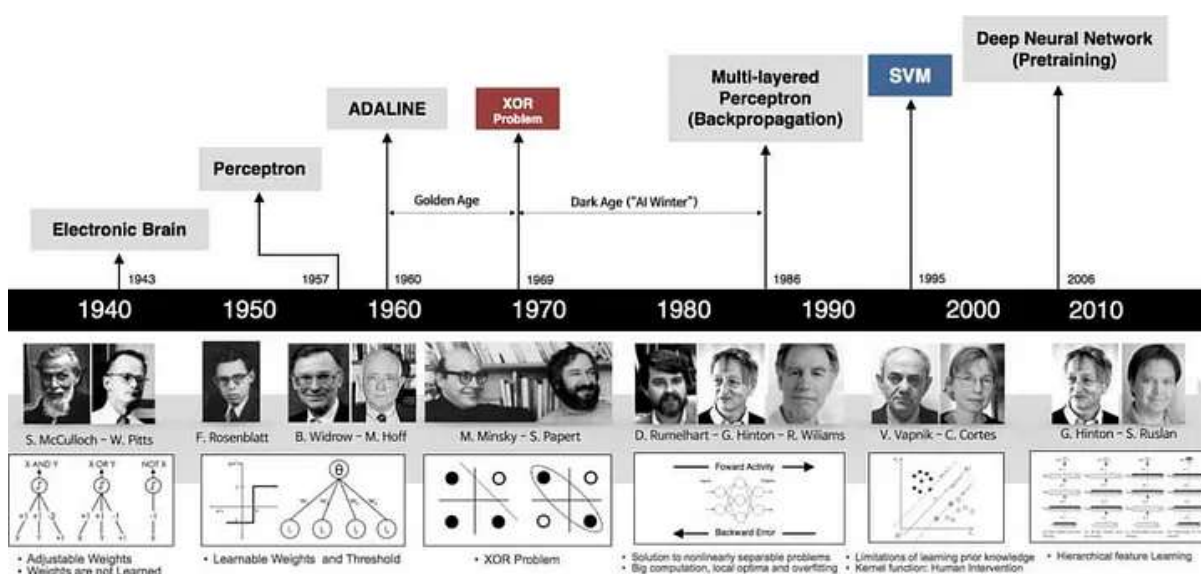 Deep Neural Network
(Pretraining)
SVM
Multi-layered
Perceptron
(Backpropagation)
ADALINE
XOR
Problem
Perceptron
Golden Age
Dark Age ("AI Winter")
Electronic Brain
1943
1957
1960
1969
1986
1995
2006
1940
1950
1960
1970
1980
1990
2000
2010
S. McCulloch – W. Pitts
F. Rosenblatt
B. Widrow – M. Hoff
M. Minsky – S. Papert
D. Rumelhart – G. Hinton – R. Wiliams
V. Vapnik – C. Cortes
G. Hinton – S. Ruslan
X AND Y
X OR Y
NOT X
Foward Activity
Backward Error
• Adjustable Weights
• Weights are not Learned
• Learnable Weights and Threshold
• XOR Problem
• Solution to nonlinearly separable problems
• Big computation, local optima and overfitting
• Limitations of learning prior knowledge
• Kernel function: Human Intervention
• Hierarchical feature Learning